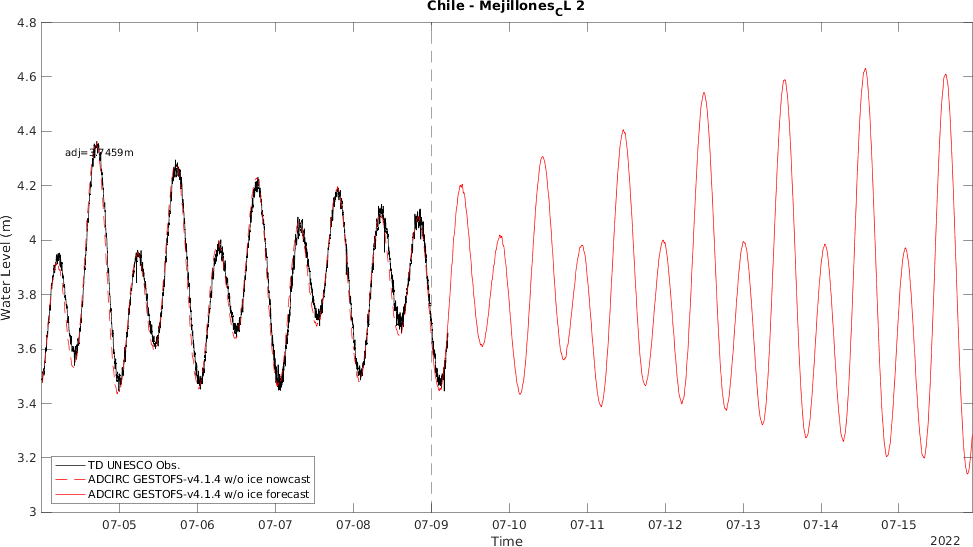 Chile - Mejillones_CL 2
Water Level (m)
4.8
4.6
4.4
4.2
4
3.8
3.6
3.4
3.2
3
adj=3.7459m
TD UNESCO Obs.
ADCIRC GESTOFS-v4.1.4 w/o ice nowcast
ADCIRC GESTOFS-v4.1.4 w/o ice forecast
07-05 07-06 07-07 07-08 07-09 07-10 07-11 07-12 07-13 07-14 07-15
Time
2022